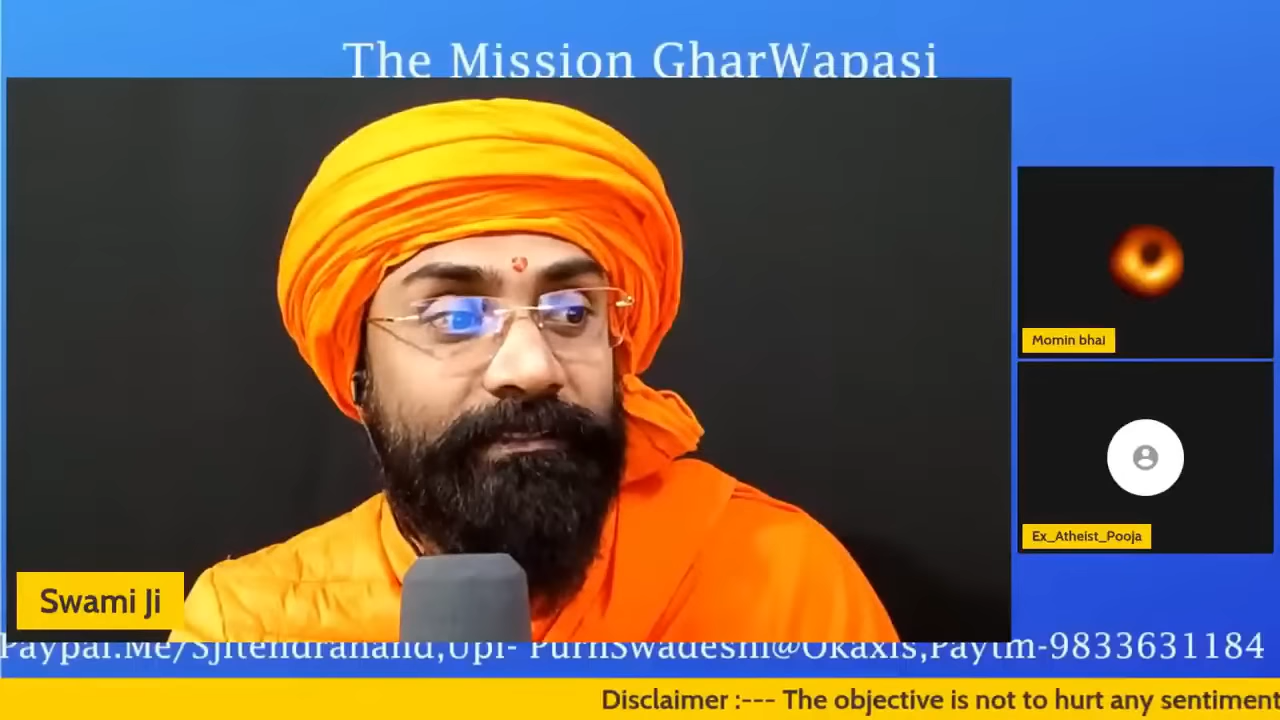 The Mission GharWapasi
Momin bhai
Ex_Atheist_Pooja
Swami Ji
Paypal.Me/Sjitendranand,Upi- PurnSwadeshi@Okaxis,Paytm-9833631184
Disclaimer :--- The objective is not to hurt any sentiment